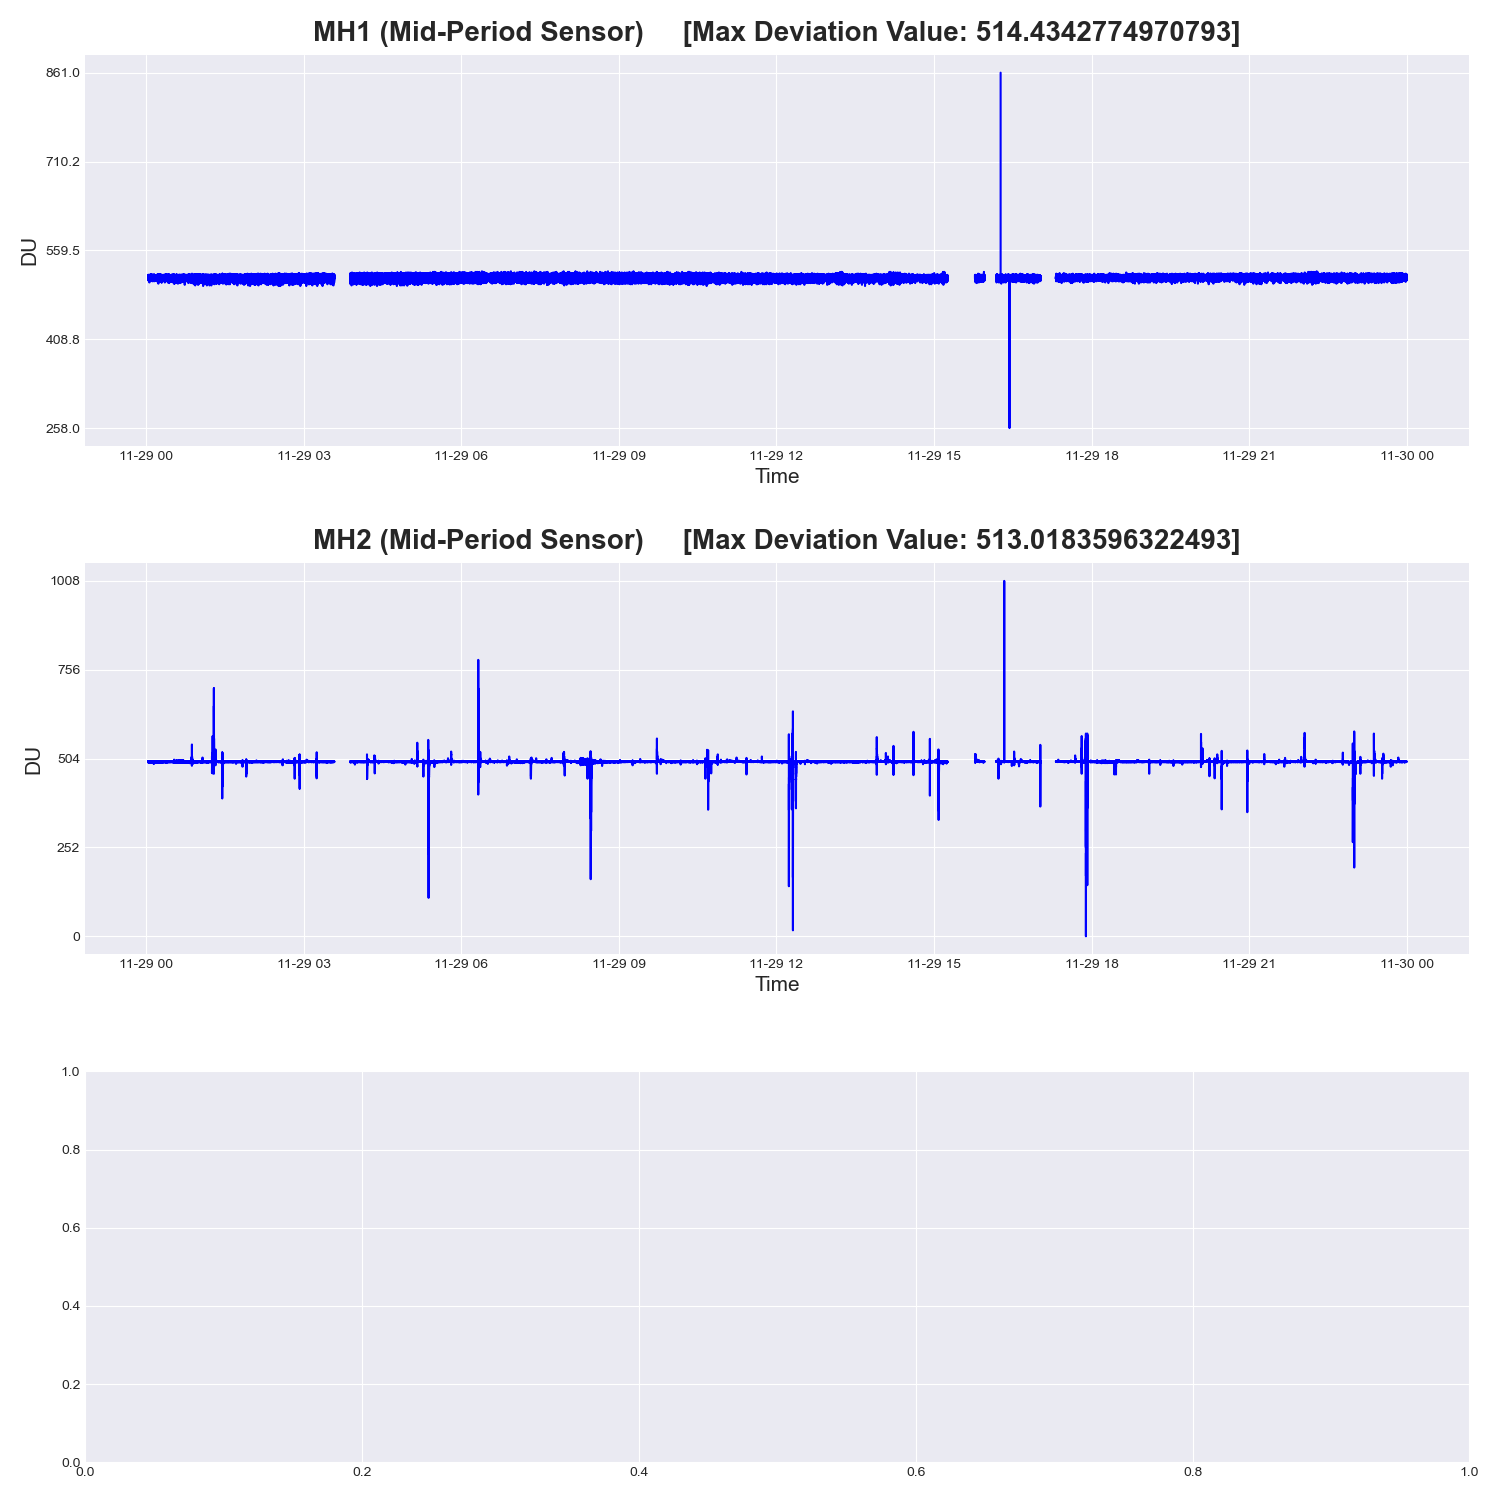 MH1 (Mid-Period Sensor) [Max Deviation Value: 514.4342774970793]
861.0
710.2
559.5
408.8
258.0
DU
11-29 00 11-29 03 11-29 06 11-29 09 11-29 12 11-29 15 11-29 18 11-29 21 11-30 00
Time
MH2 (Mid-Period Sensor) [Max Deviation Value: 513.0183596322493]
1008
756
504
252
0
DU
11-29 00 11-29 03 11-29 06 11-29 09 11-29 12 11-29 15 11-29 18 11-29 21 11-30 00
Time
1.0
0.8
0.6
0.4
0.2
0.0
0.0 0.2 0.4 0.6 0.8 1.0